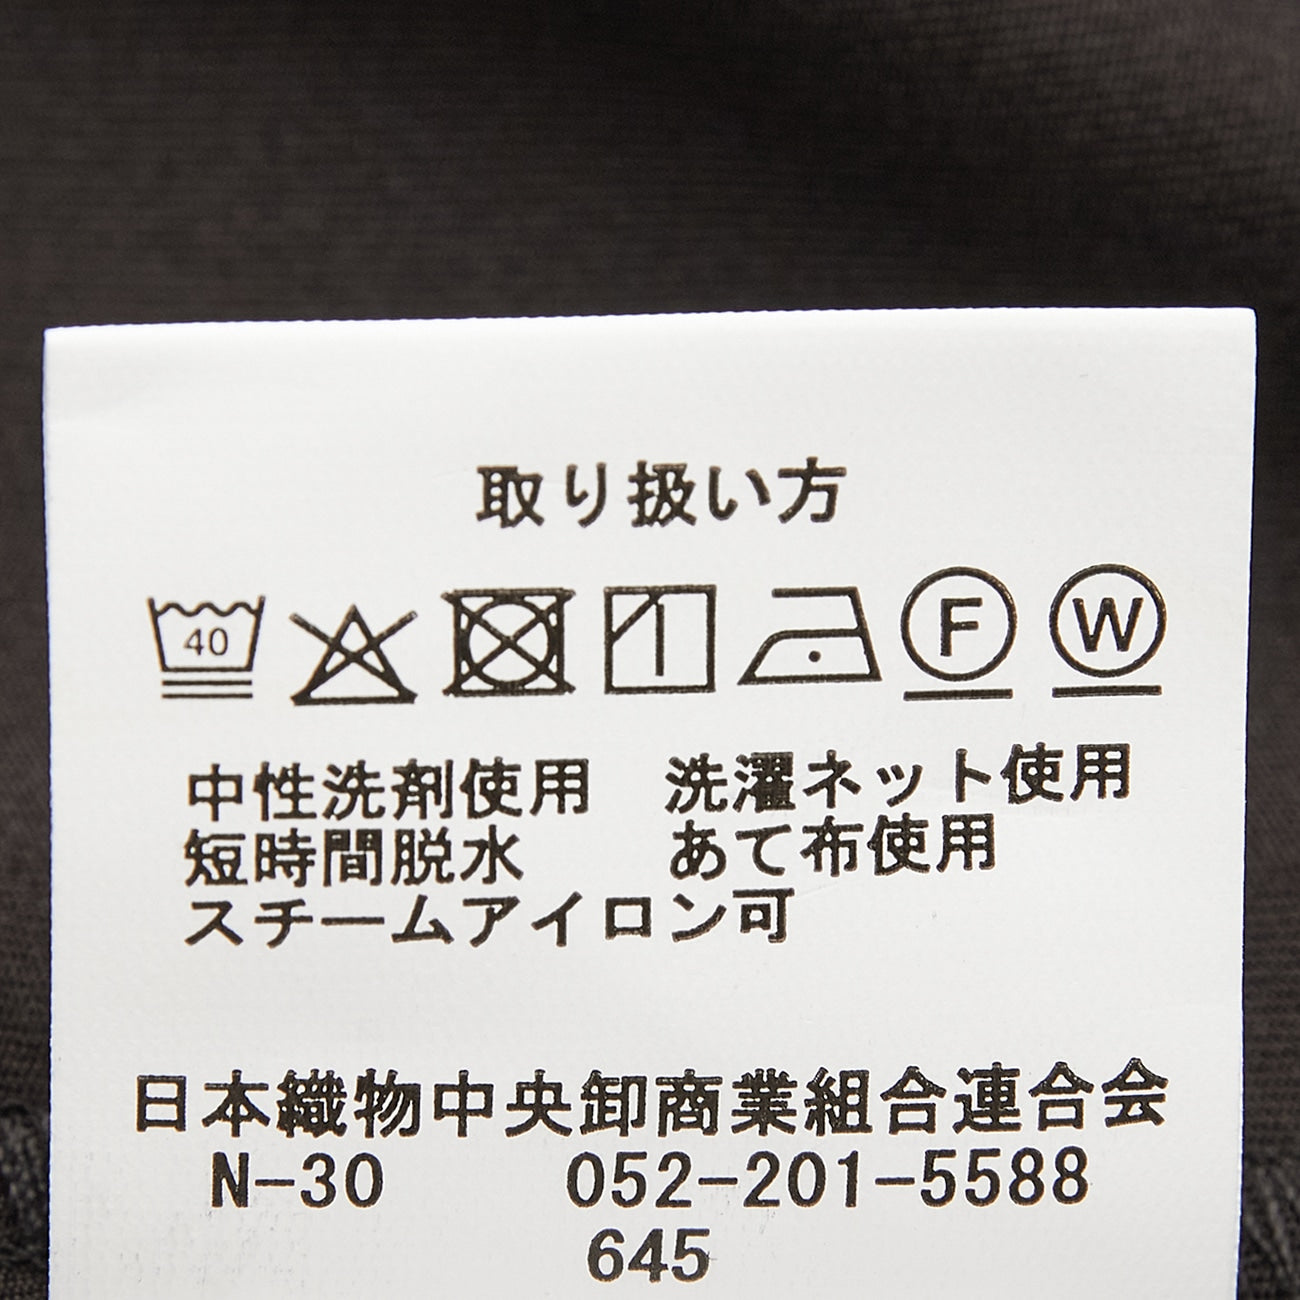 取り扱い方
40 F W
中性洗剤使用 洗濯ネット使用
短時間脱水 あて布使用
スチームアイロン可
日本織物中央卸商業組合連合会
N-30 052-201-5588
645